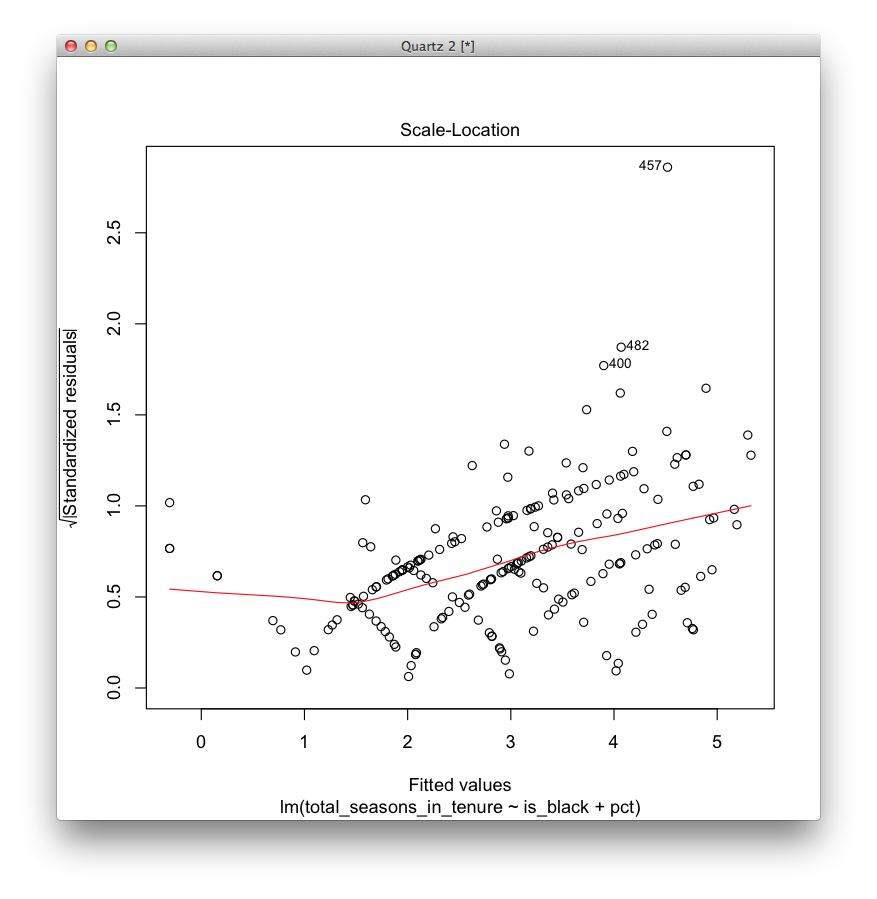 Quartz 2 [*]
Scale-Location
457
482
400
√|Standardized residuals|
2.5
2.0
1.5
1.0
0.5
0.0
0 1 2 3 4 5
Fitted values
lm(total_seasons_in_tenure ~ is_black + pct)